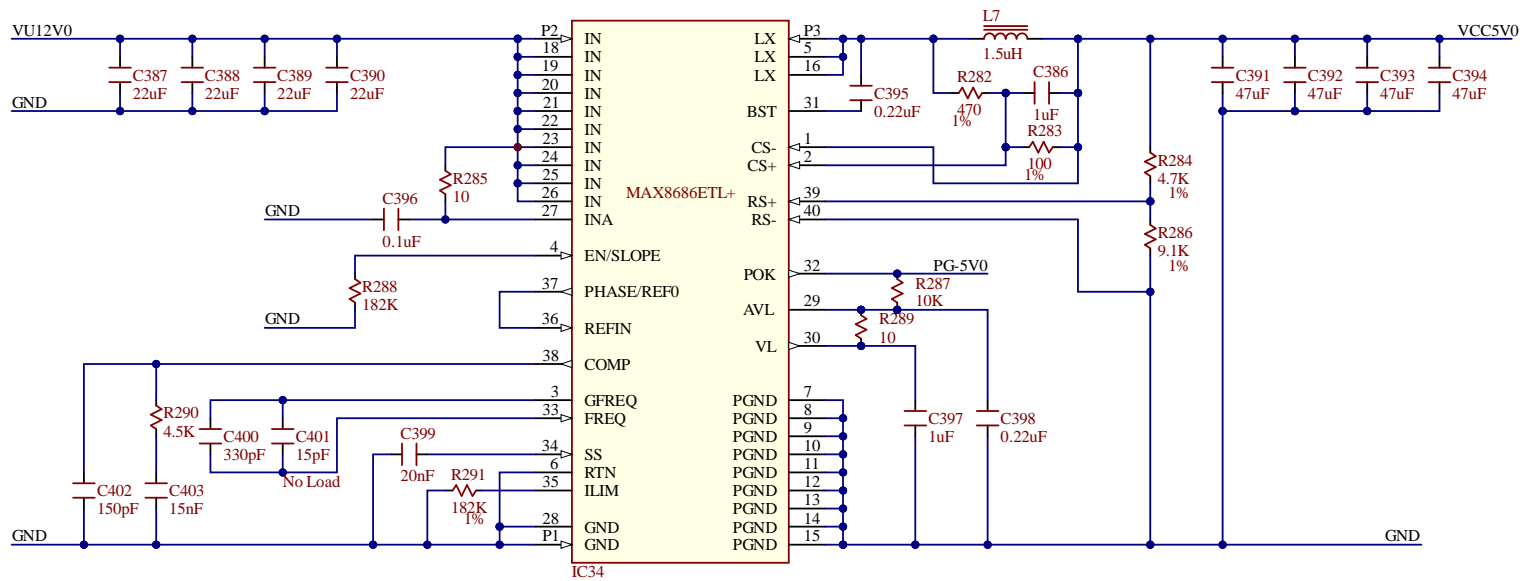 VU12V0
GND
C387
22uF
C388
22uF
C389
22uF
C390
22uF
R285
10
GND
C396
0.1uF
R288
182K
GND
R290
4.5K
C400
330pF
C401
15pF
No Load
C399
20nF
R291
182K
1%
C402
150pF
C403
15nF
GND
P2 IN
18 IN
19 IN
20 IN
21 IN
22 IN
23 IN
24 IN
25 IN
26 IN
27 INA
4 EN/SLOPE
37 PHASE/REF0
36 REFIN
38 COMP
3 GFREQ
33 FREQ
34 SS
6 RTN
35 ILIM
28 GND
P1 GND
MAX8686ETL+
IC34
LX P3
LX 5
LX 16
BST 31
CS- 1
CS+ 2
RS+ 39
RS- 40
POK 32
AVL 29
VL 30
PGND 7
PGND 8
PGND 9
PGND 10
PGND 11
PGND 12
PGND 13
PGND 14
PGND 15
L7
1.5uH
VCC5V0
C395
0.22uF
R282
470
1%
C386
1uF
R283
100
1%
C391
47uF
C392
47uF
C393
47uF
C394
47uF
R284
4.7K
1%
R286
9.1K
1%
PG-5V0
R287
10K
R289
10
C397
1uF
C398
0.22uF
GND